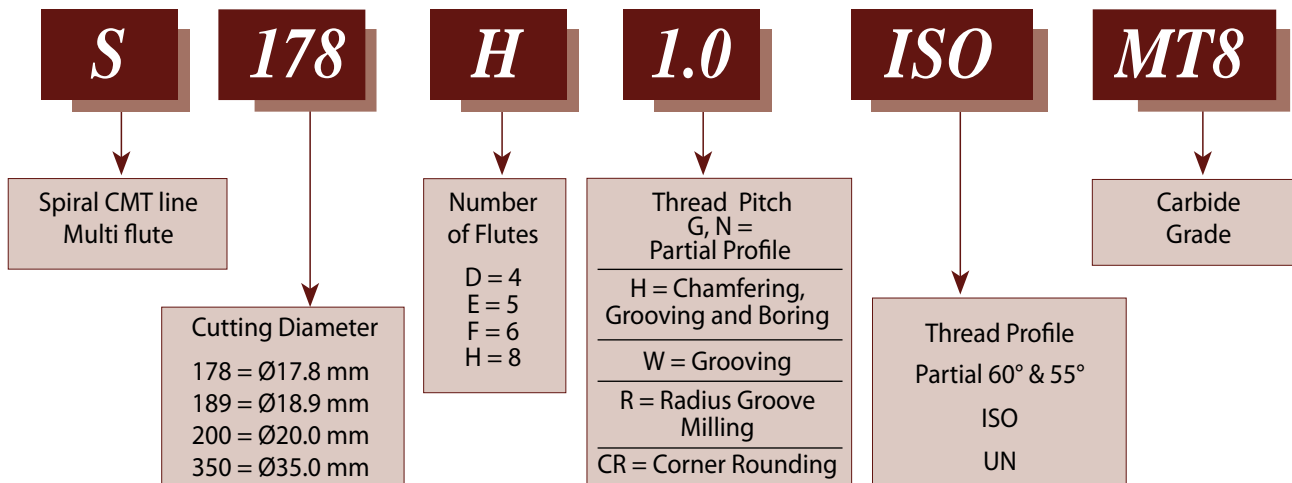 S 178 H 1.0 ISO MT8
Spiral CMT line
Multi flute
Cutting Diameter
178 = Ø17.8 mm
189 = Ø18.9 mm
200 = Ø20.0 mm
350 = Ø35.0 mm
Number
of Flutes
D = 4
E = 5
F = 6
H = 8
Thread Pitch
G, N =
Partial Profile
H = Chamfering,
Grooving and Boring
W = Grooving
R = Radius Groove
Milling
CR = Corner Rounding
Thread Profile
Partial 60° & 55°
ISO
UN
Carbide
Grade